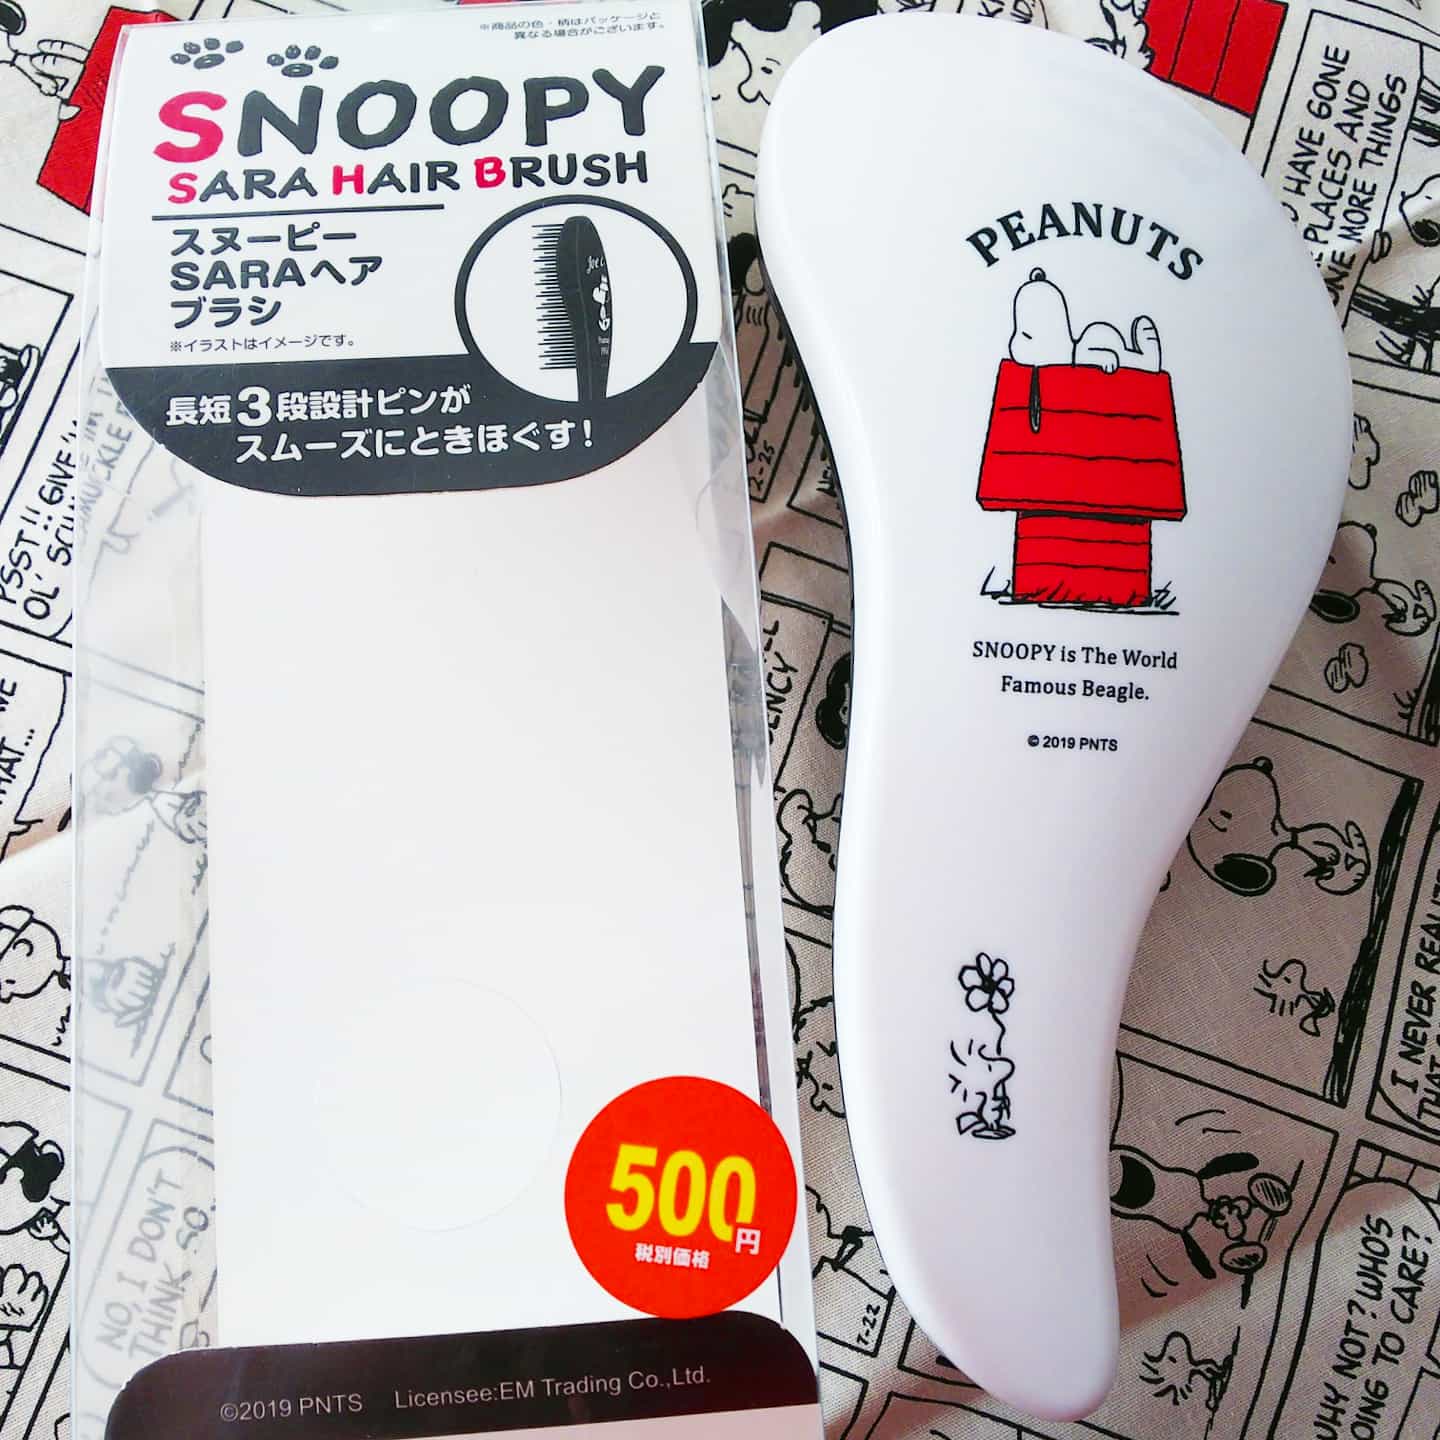 ※商品の色・柄はパッケージと
異なる場合がございます。
SNOOPY
SARA HAIR BRUSH
スヌーピー
SARAヘア
ブラシ
※イラストはイメージです。
長短3段設計ピンが
スムーズにときほぐす!
500円
税別価格
©2019 PNTS Licensee:EM Trading Co.,Ltd.
PEANUTS
SNOOPY is The World
Famous Beagle.
© 2019 PNTS
HAVE GONE
PLACES AND
MORE THINGS
PSST!! GIVE
OL'
2-25
NO, I DON'T
THINK SO
I NEVER
7-22
WHY NOT? WHO'S
GOING TO CARE?